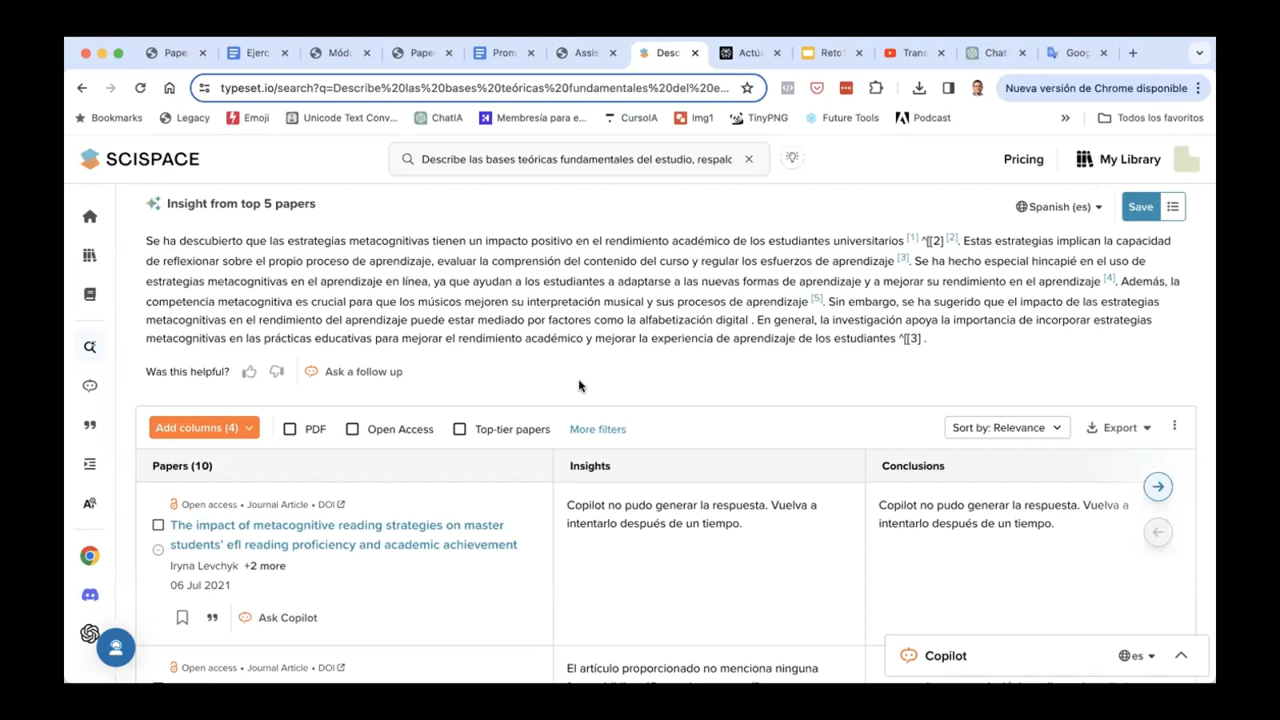 Pape
Ejerc
Mód
Pape
Prom
Assis
Desc
Actú
Reto
Trans
Chat
Goog
typeset.io/search?q=Describe%20las%20bases%20teóricas%20fundamentales%20del%20e...
Nueva versión de Chrome disponible
Bookmarks
Legacy
Emoji
Unicode Text Conv...
ChatIA
Membresía para e...
CursoIA
Img1
TinyPNG
Future Tools
Podcast
Todos los favoritos
SCISPACE
Describe las bases teóricas fundamentales del estudio, respalc
Pricing
My Library
Insight from top 5 papers
Spanish (es)
Save
Se ha descubierto que las estrategias metacognitivas tienen un impacto positivo en el rendimiento académico de los estudiantes universitarios [1] ^[[2] [2]. Estas estrategias implican la capacidad
de reflexionar sobre el propio proceso de aprendizaje, evaluar la comprensión del contenido del curso y regular los esfuerzos de aprendizaje [3]. Se ha hecho especial hincapié en el uso de
estrategias metacognitivas en el aprendizaje en línea, ya que ayudan a los estudiantes a adaptarse a las nuevas formas de aprendizaje y a mejorar su rendimiento en el aprendizaje [4]. Además, la
competencia metacognitiva es crucial para que los músicos mejoren su interpretación musical y sus procesos de aprendizaje [5]. Sin embargo, se ha sugerido que el impacto de las estrategias
metacognitivas en el rendimiento del aprendizaje puede estar mediado por factores como la alfabetización digital . En general, la investigación apoya la importancia de incorporar estrategias
metacognitivas en las prácticas educativas para mejorar el rendimiento académico y mejorar la experiencia de aprendizaje de los estudiantes ^[[3] .
Was this helpful?
Ask a follow up
Add columns (4)
PDF
Open Access
Top-tier papers
More filters
Sort by: Relevance
Export
Papers (10)
Insights
Conclusions
Open access • Journal Article • DOI
The impact of metacognitive reading strategies on master
students' efl reading proficiency and academic achievement
Iryna Levchyk +2 more
06 Jul 2021
Ask Copilot
Copilot no pudo generar la respuesta. Vuelva a
intentarlo después de un tiempo.
Copilot no pudo generar la respuesta. Vuelva a
intentarlo después de un tiempo.
Open access • Journal Article • DOI
El artículo proporcionado no menciona ninguna
Copilot
es